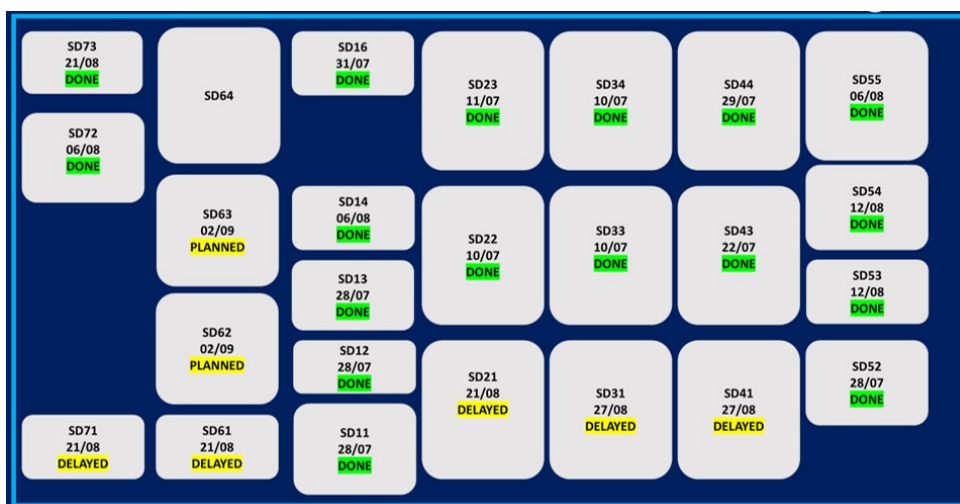 SD73
21/08
DONE
SD72
06/08
DONE
SD71
21/08
DELAYED
SD64
SD63
02/09
PLANNED
SD62
02/09
PLANNED
SD61
21/08
DELAYED
SD16
31/07
DONE
SD14
06/08
DONE
SD13
28/07
DONE
SD12
28/07
DONE
SD11
28/07
DONE
SD23
11/07
DONE
SD22
10/07
DONE
SD21
21/08
DELAYED
SD34
10/07
DONE
SD33
10/07
DONE
SD31
27/08
DELAYED
SD44
29/07
DONE
SD43
22/07
DONE
SD41
27/08
DELAYED
SD55
06/08
DONE
SD54
12/08
DONE
SD53
12/08
DONE
SD52
28/07
DONE